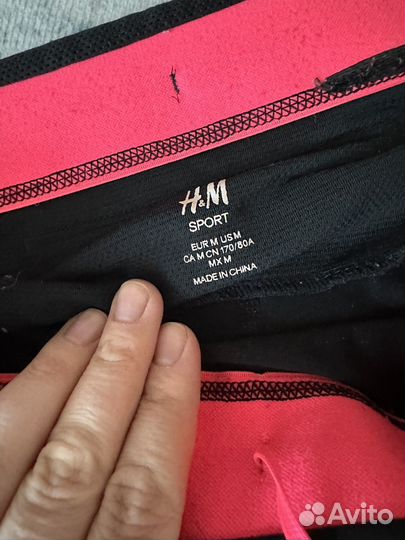 H&M
SPORT
EUR M US M
CA M CN 170/80A
MX M
MADE IN CHINA
Avito